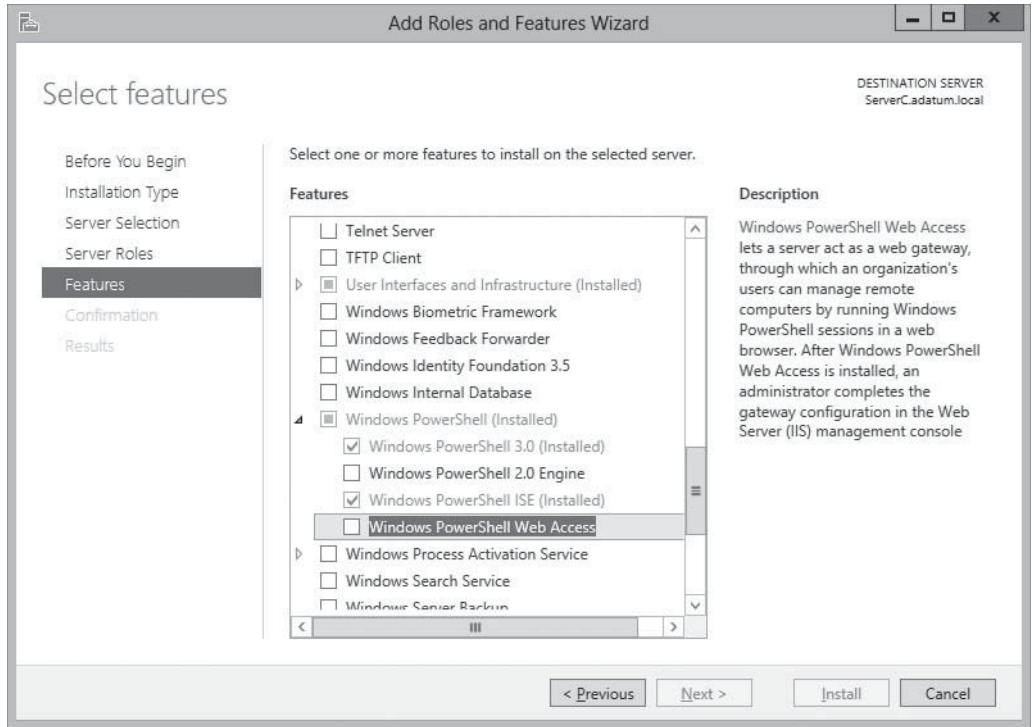 Add Roles and Features Wizard
Select features
DESTINATION SERVER
ServerC.adatum.local
Before You Begin
Installation Type
Server Selection
Server Roles
Features
Confirmation
Results
Select one or more features to install on the selected server.
Features
Telnet Server
TFTP Client
User Interfaces and Infrastructure (Installed)
Windows Biometric Framework
Windows Feedback Forwarder
Windows Identity Foundation 3.5
Windows Internal Database
Windows PowerShell (Installed)
Windows PowerShell 3.0 (Installed)
Windows PowerShell 2.0 Engine
Windows PowerShell ISE (Installed)
Windows PowerShell Web Access
Windows Process Activation Service
Windows Search Service
Windows Server Backup
Description
Windows PowerShell Web Access
lets a server act as a web gateway,
through which an organization's
users can manage remote
computers by running Windows
PowerShell sessions in a web
browser. After Windows PowerShell
Web Access is installed, an
administrator completes the
gateway configuration in the Web
Server (IIS) management console
< Previous
Next >
Install
Cancel